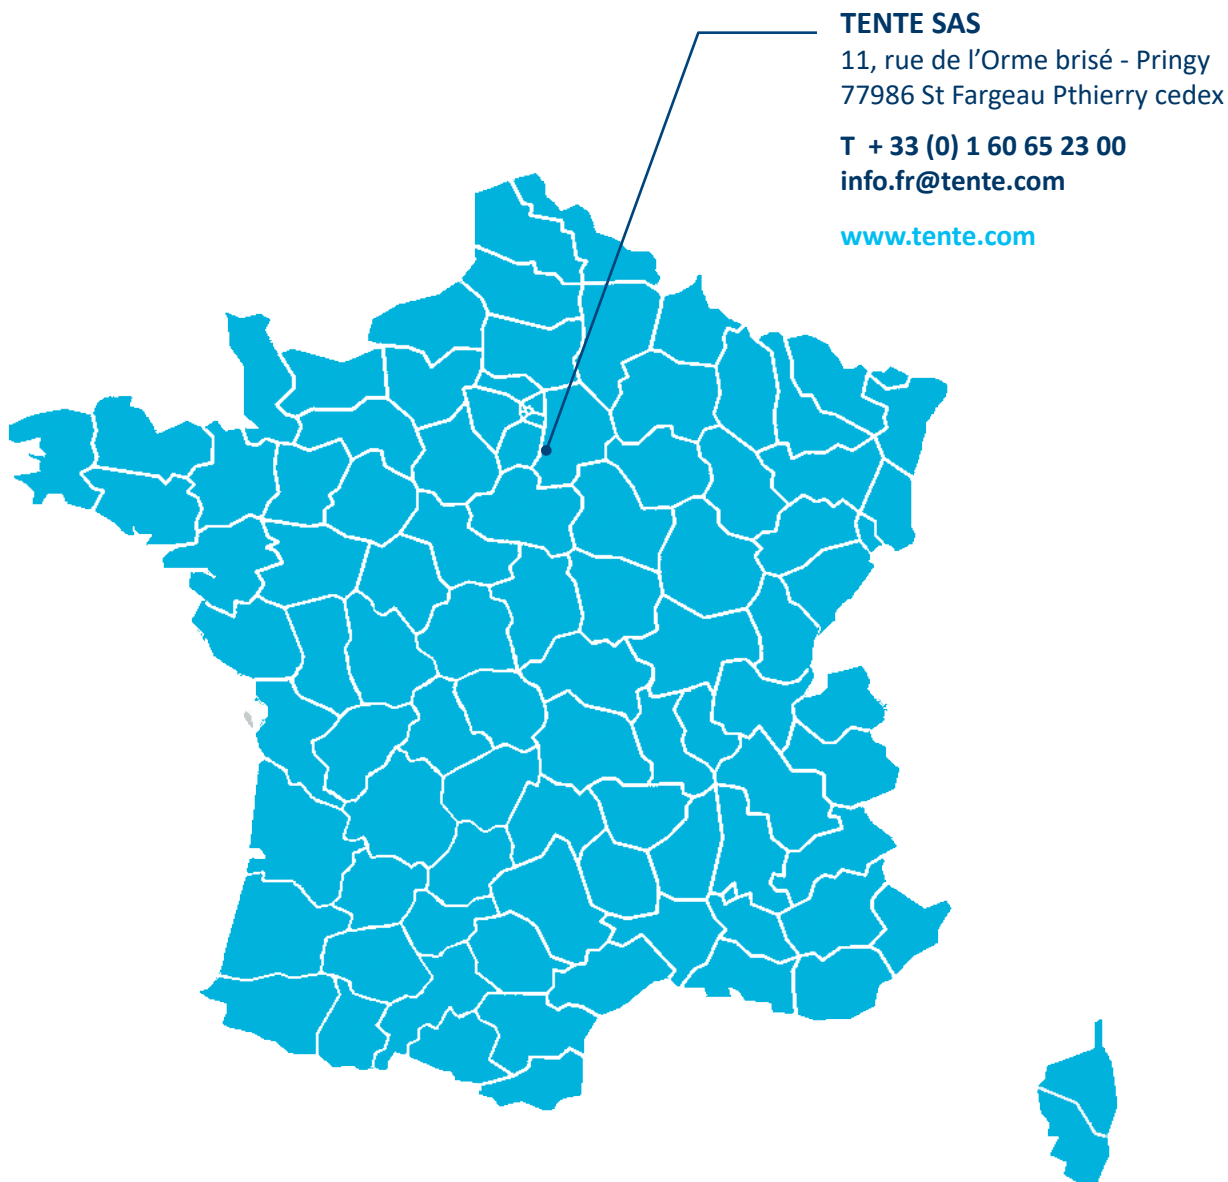 TENTE SAS
11, rue de l’Orme brisé - Pringy
77986 St Fargeau Pthierry cedex
T + 33 (0) 1 60 65 23 00
info.fr@tente.com
www.tente.com